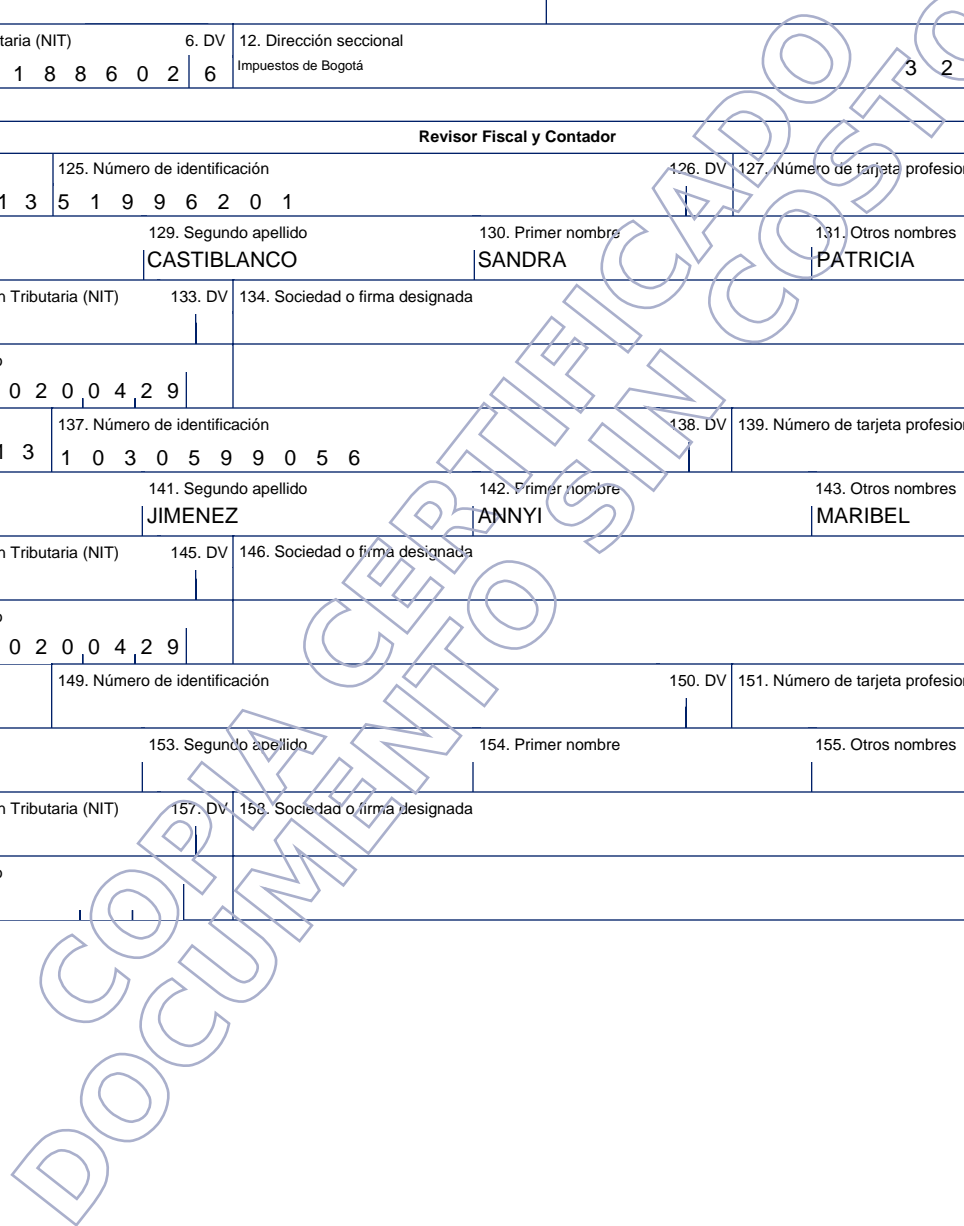 taria (NIT) 6. DV 12. Dirección seccional
1 8 8 6 0 2 6 Impuestos de Bogotá 3 2
Revisor Fiscal y Contador
125. Número de identificación 126. DV 127. Número de tarjeta profesion
1 3 5 1 9 9 6 2 0 1
129. Segundo apellido 130. Primer nombre 131. Otros nombres
CASTIBLANCO SANDRA PATRICIA
n Tributaria (NIT) 133. DV 134. Sociedad o firma designada
o
0 2 0 0 4 2 9
137. Número de identificación 138. DV 139. Número de tarjeta profesion
1 3 1 0 3 0 5 9 9 0 5 6
141. Segundo apellido 142. Primer nombre 143. Otros nombres
JIMENEZ ANNYI MARIBEL
n Tributaria (NIT) 145. DV 146. Sociedad o firma designada
o
0 2 0 0 4 2 9
149. Número de identificación 150. DV 151. Número de tarjeta profesion
153. Segundo apellido 154. Primer nombre 155. Otros nombres
n Tributaria (NIT) 157. DV 158. Sociedad o firma designada
o
COPIA CERTIFICADO
DOCUMENTO SIN COSTO